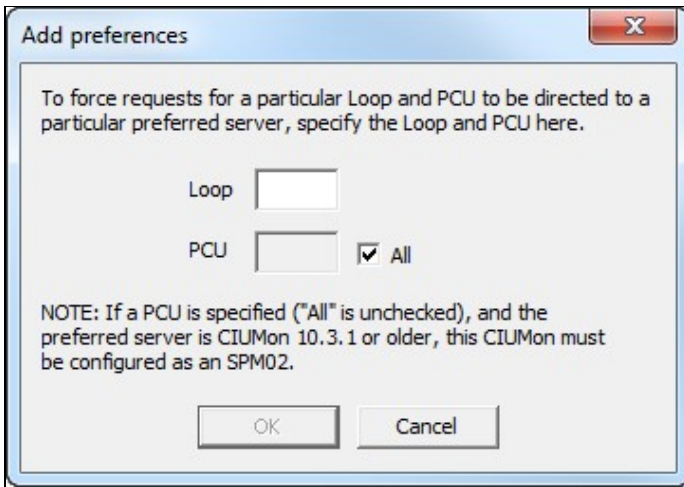 Add preferences
To force requests for a particular Loop and PCU to be directed to a
particular preferred server, specify the Loop and PCU here.
Loop
PCU All
NOTE: If a PCU is specified ("All" is unchecked), and the
preferred server is CIUMon 10.3.1 or older, this CIUMon must
be configured as an SPM02.
OK Cancel